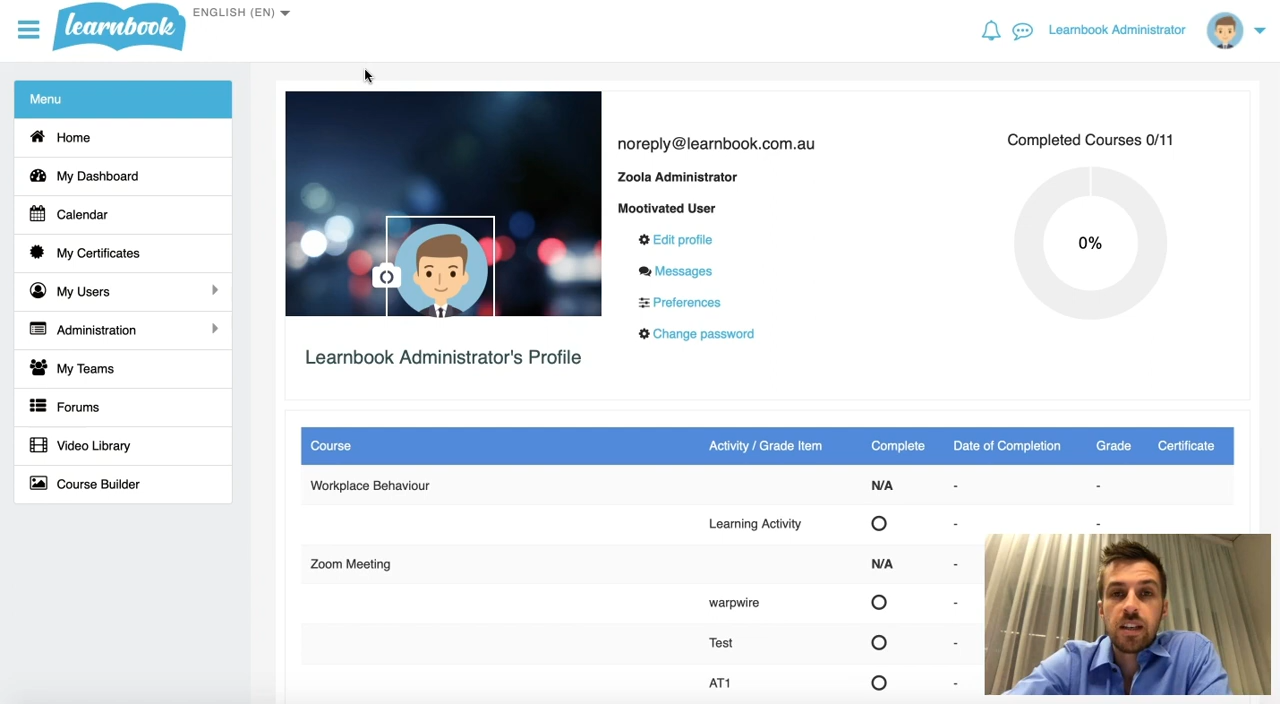 learnbook
ENGLISH (EN)
Learnbook Administrator
Menu
Home
My Dashboard
Calendar
My Certificates
My Users
Administration
My Teams
Forums
Video Library
Course Builder
noreply@learnbook.com.au
Zoola Administrator
Mootivated User
Edit profile
Messages
Preferences
Change password
Completed Courses 0/11
0%
Learnbook Administrator's Profile
Course Activity / Grade Item Complete Date of Completion Grade Certificate
Workplace Behaviour N/A - -
Learning Activity - -
Zoom Meeting N/A -
warpwire -
Test -
AT1 -